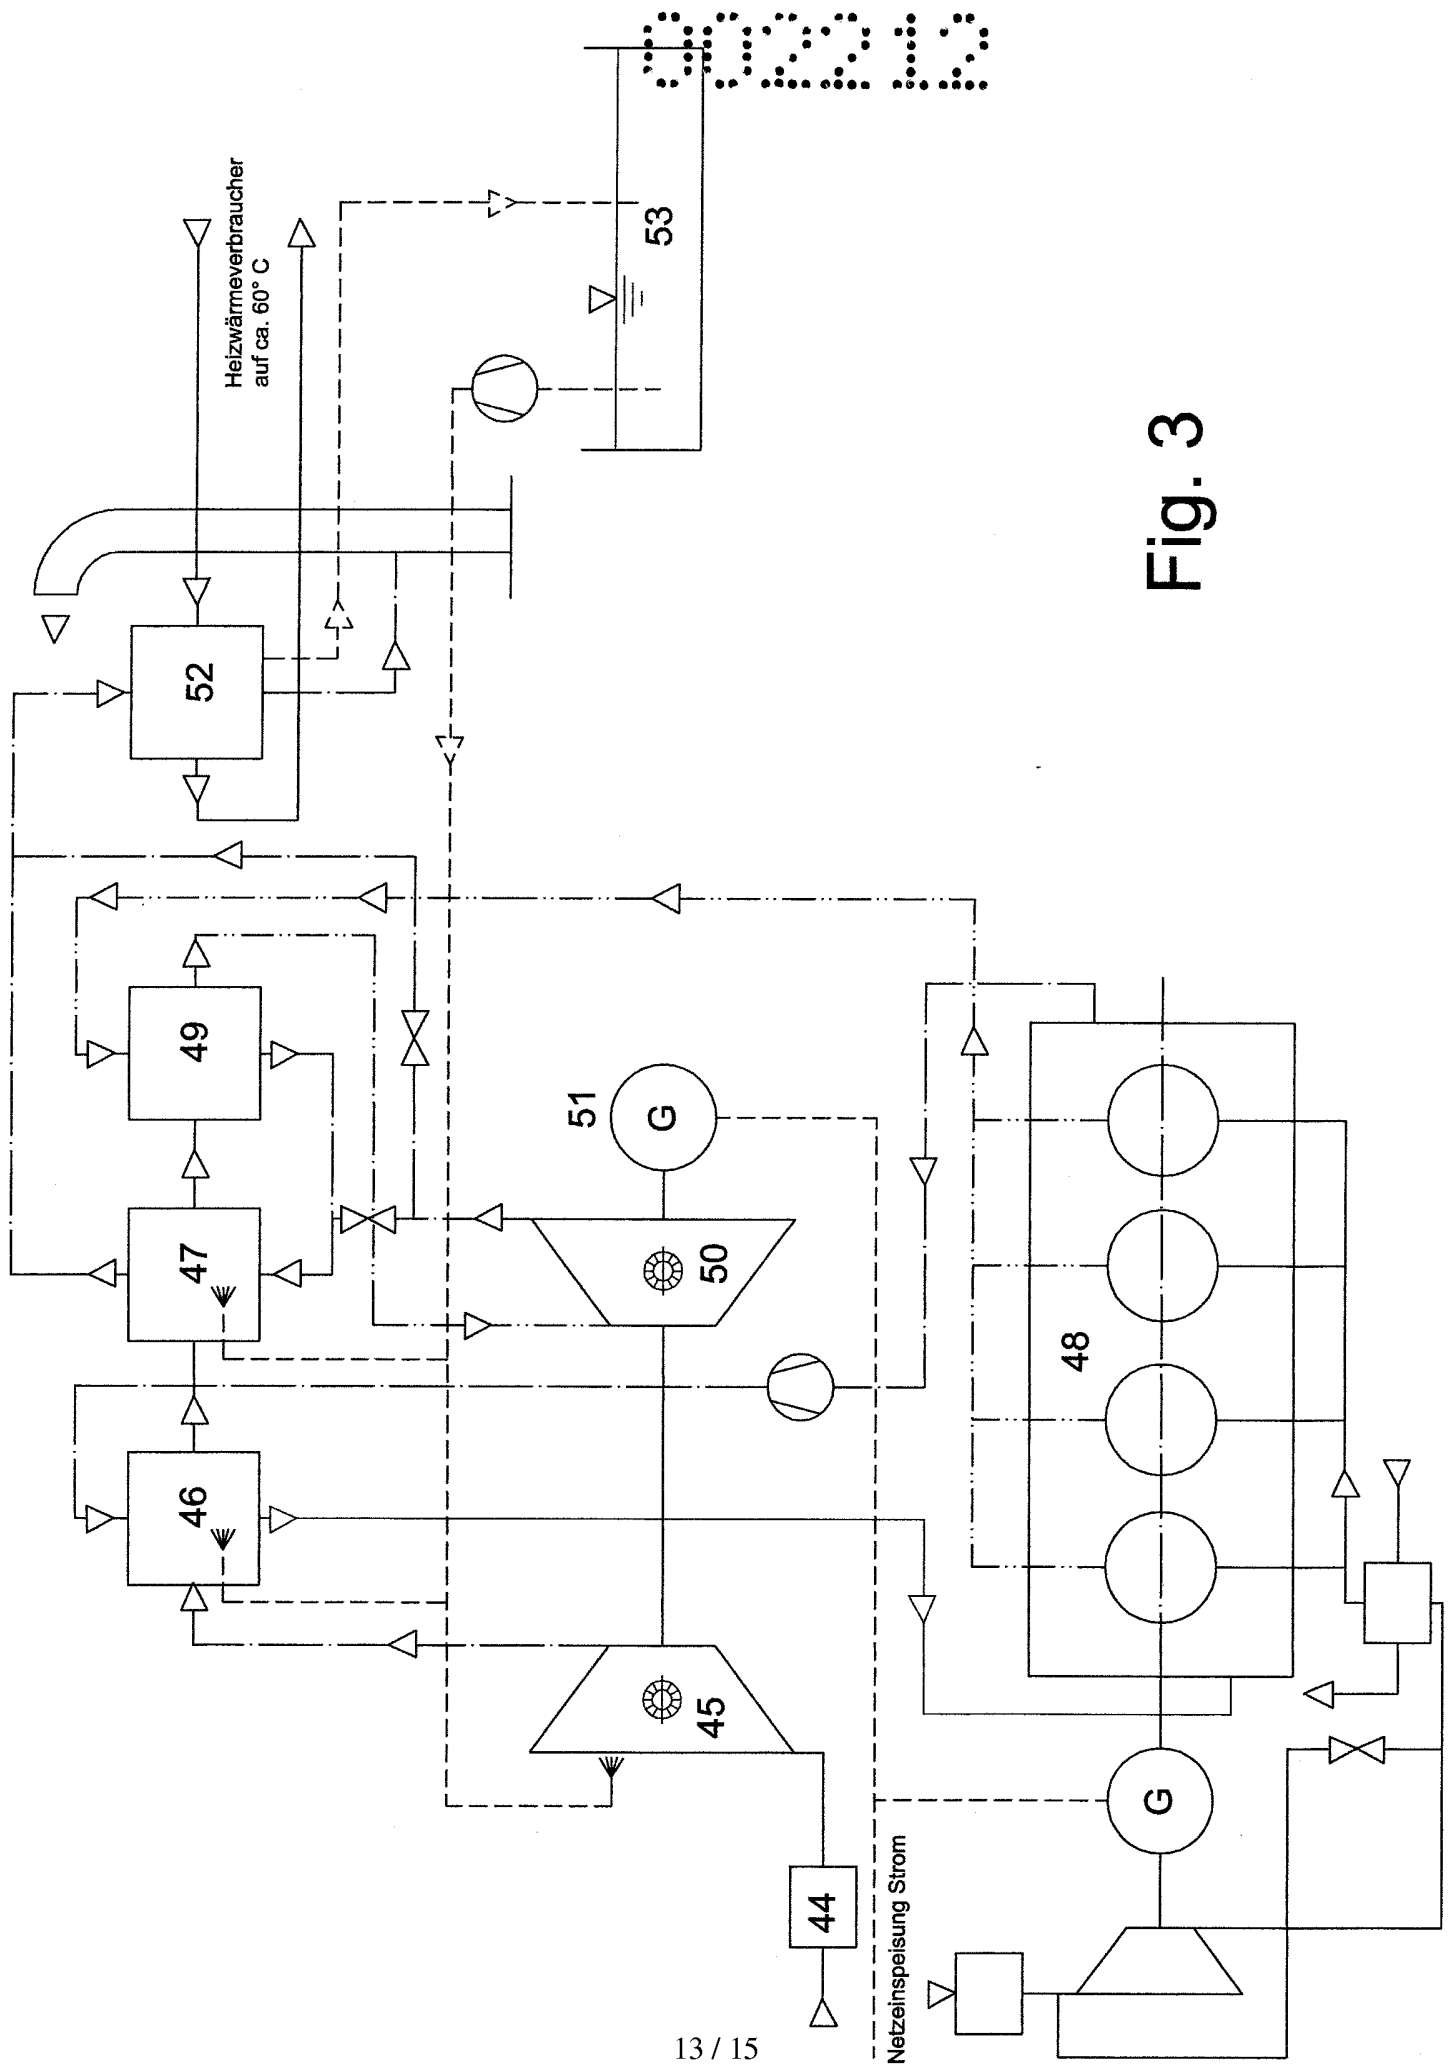 002212
Heizwärmeverbraucher
auf ca. 60° C
53
52
49
47
46
51
G
50
45
48
G
44
Netzeinspeisung Strom
Fig. 3
13 / 15